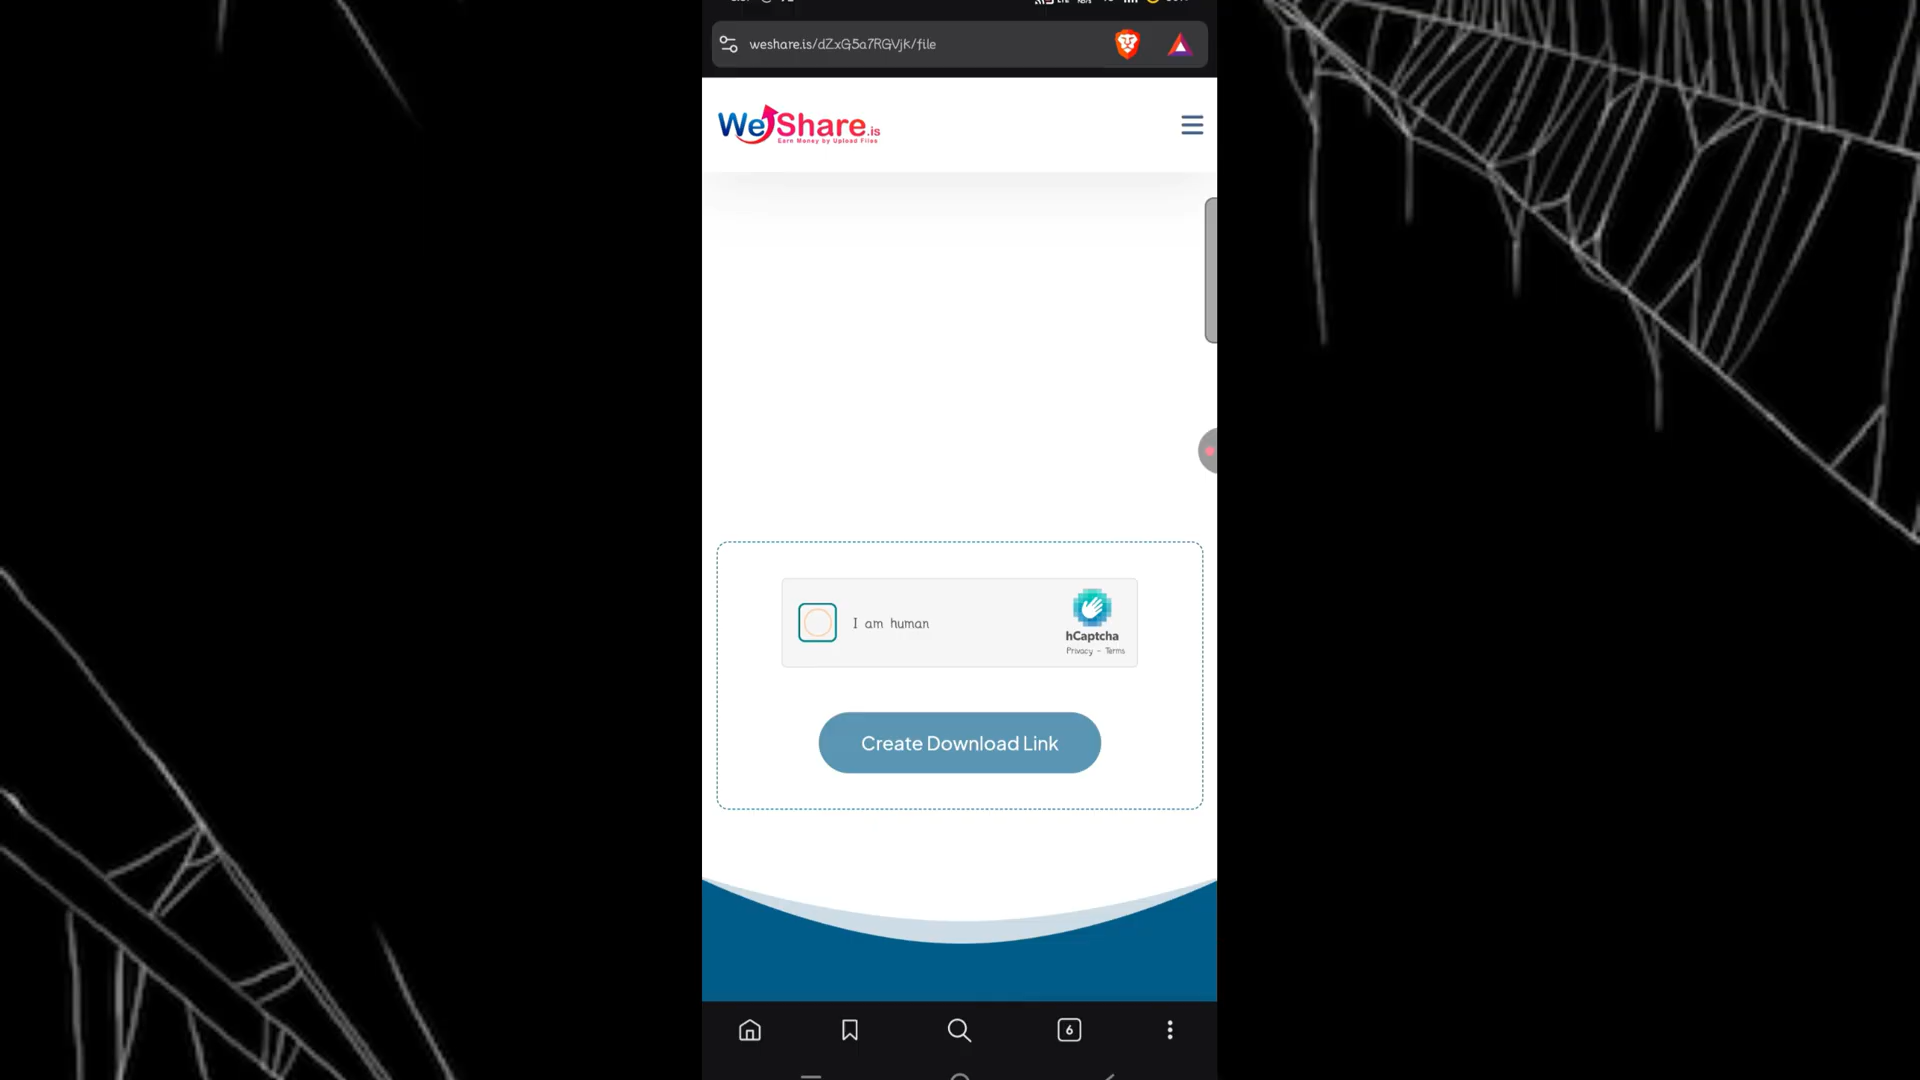 weshare.is/dZxG5a7RGVjK/file
WeShare.is
Earn Money by Upload Files
I am human
hCaptcha
Privacy - Terms
Create Download Link
6